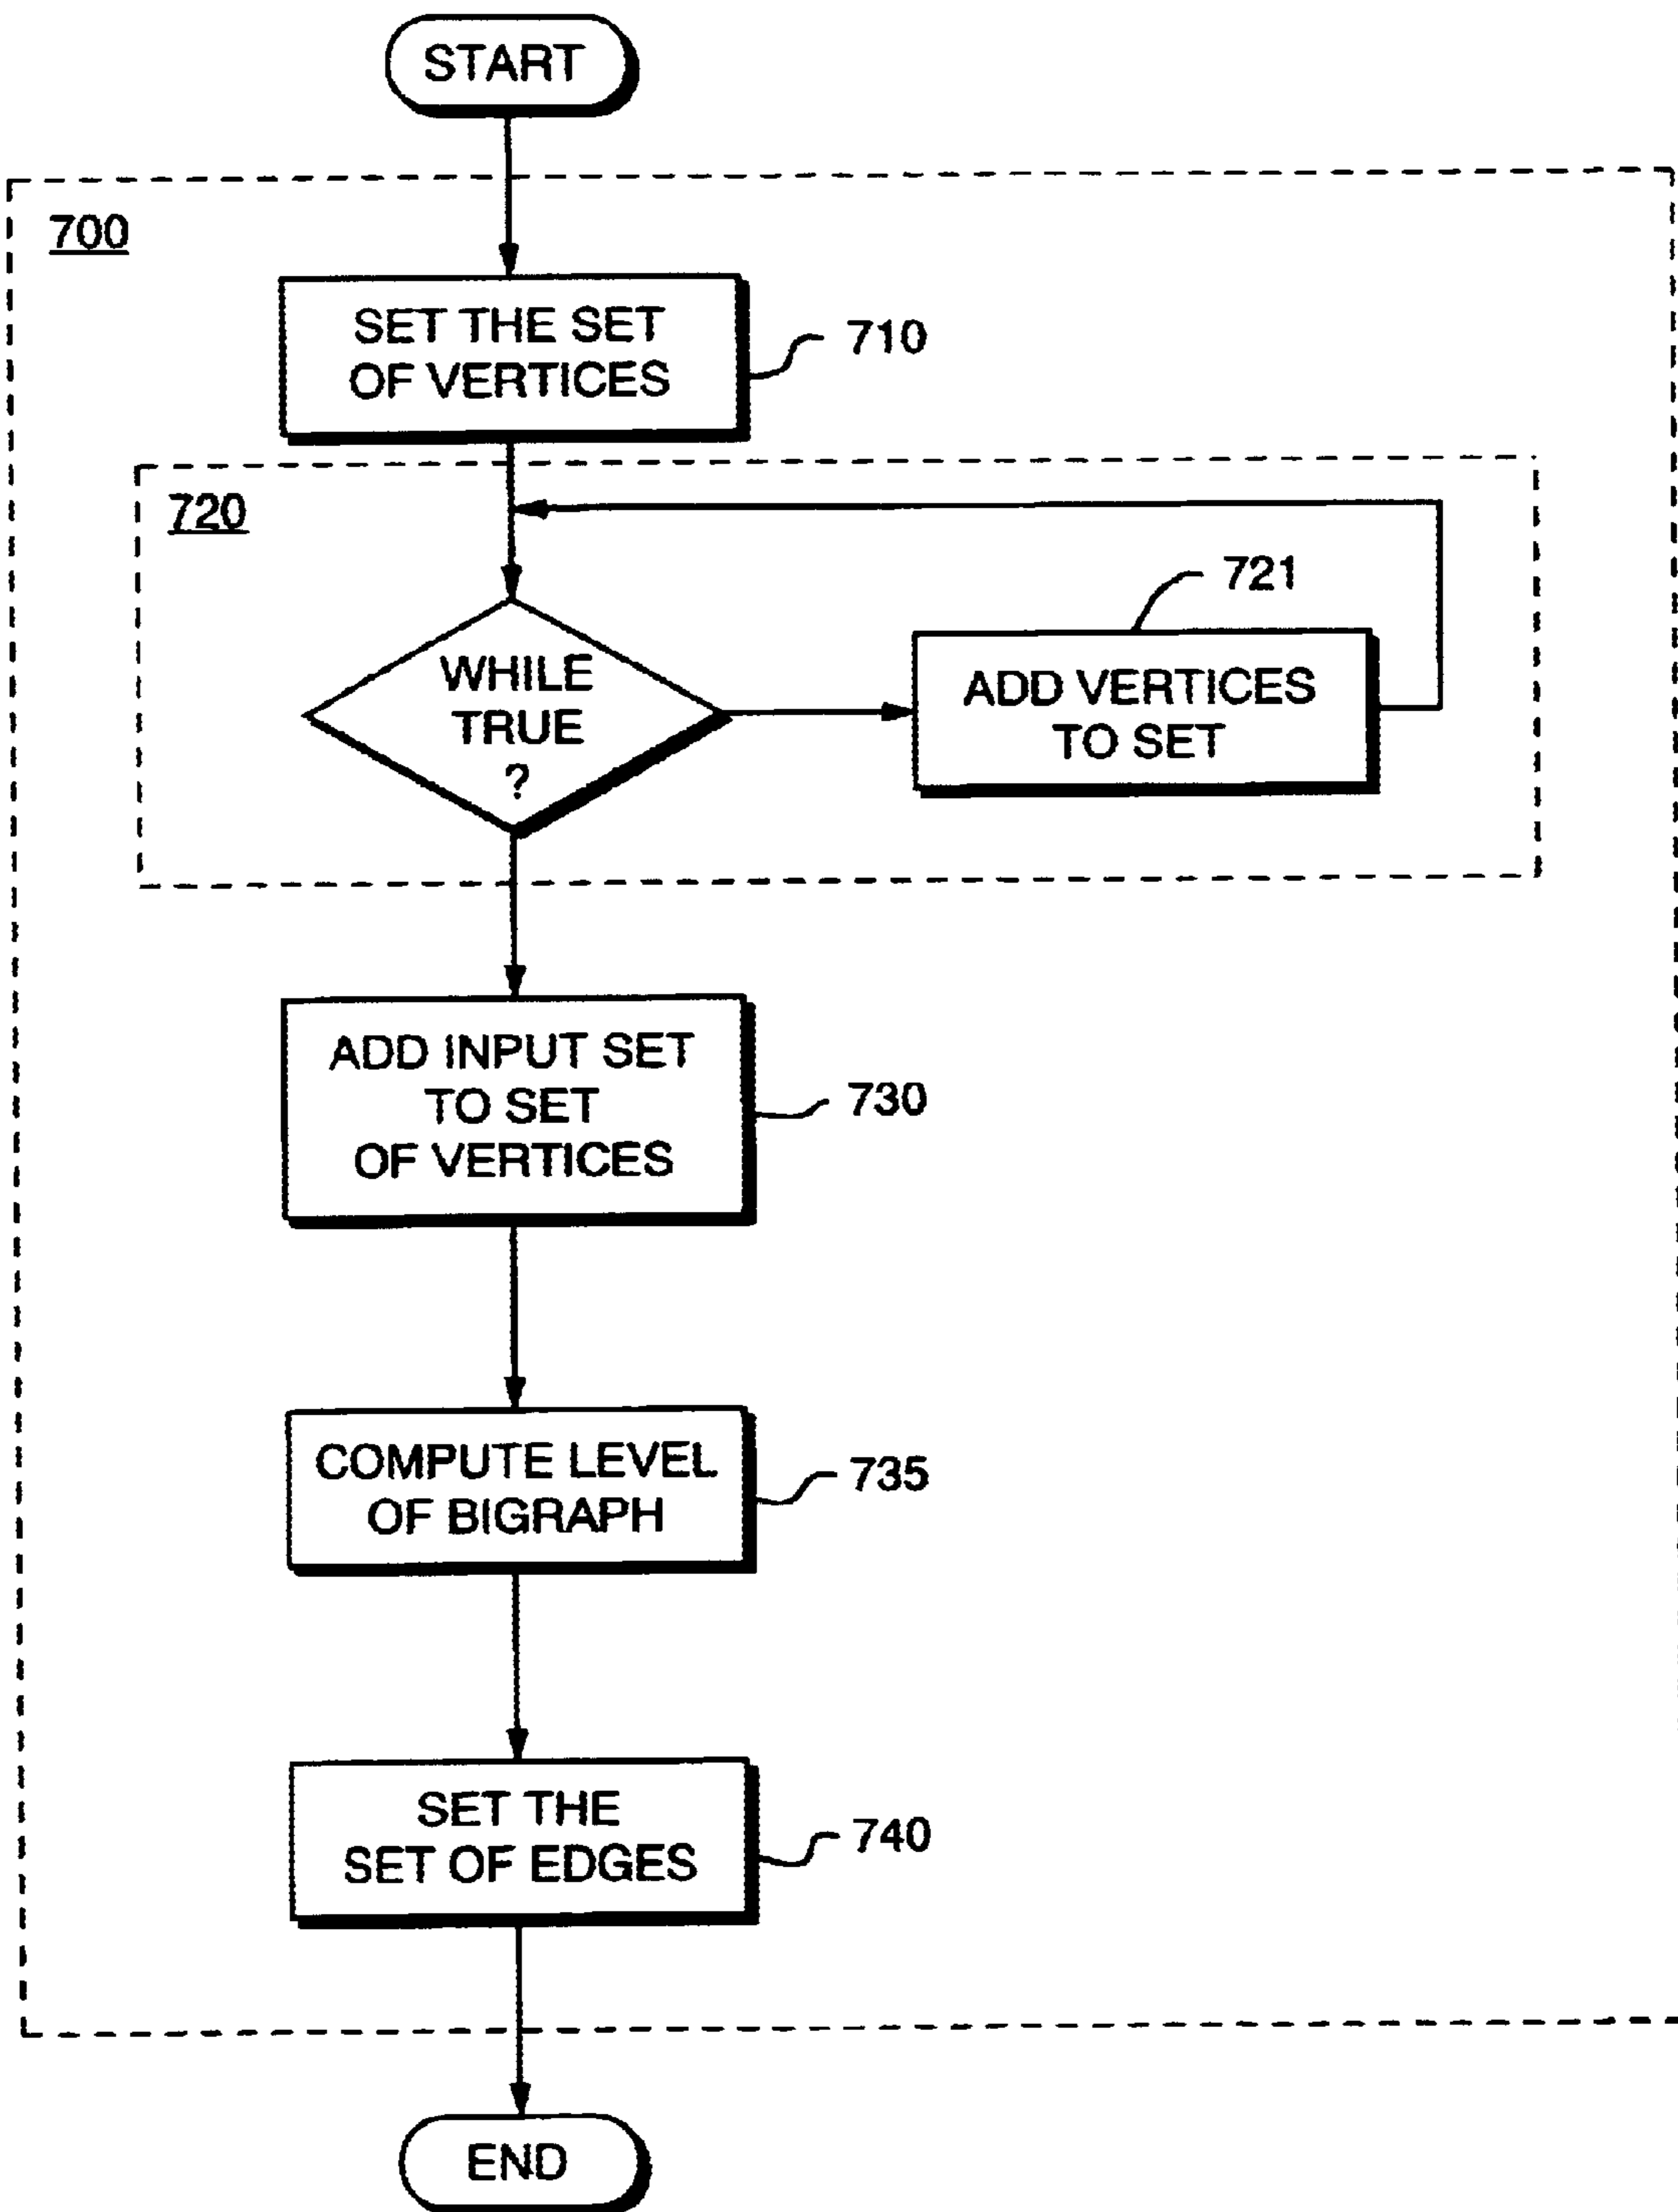 START
700
SET THE SET
OF VERTICES
710
720
721
WHILE
TRUE
?
ADD VERTICES
TO SET
ADD INPUT SET
TO SET
OF VERTICES
730
COMPUTE LEVEL
OF BIGRAPH
735
SET THE
SET OF EDGES
740
END